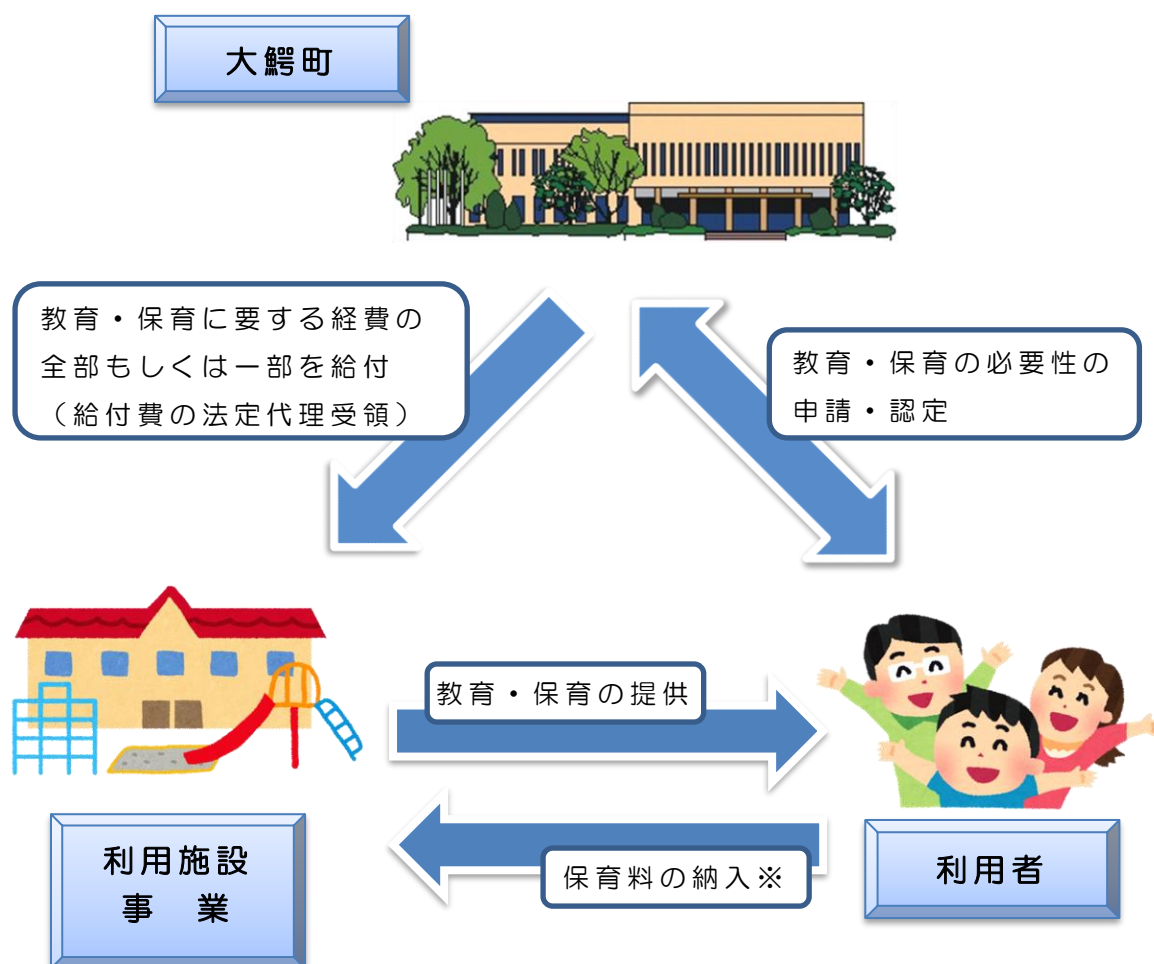 大鰐町
教育・保育に要する経費の
全部もしくは一部を給付
（給付費の法定代理受領）
教育・保育の必要性の
申請・認定
教育・保育の提供
保育料の納入※
利用施設
事　業
利用者